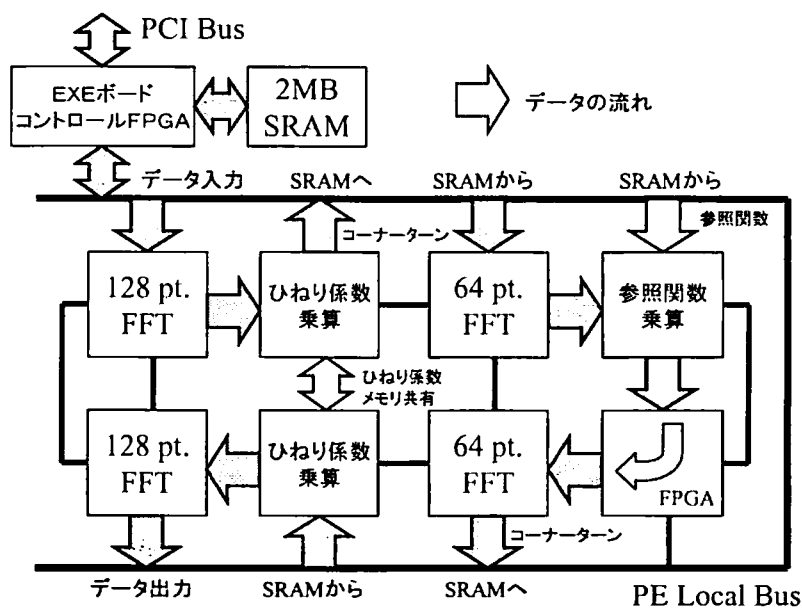 PCI Bus
EXEボード
コントロールFPGA
2MB
SRAM
データの流れ
データ入力
SRAMへ
SRAMから
SRAMから
コーナーターン
参照関数
128 pt.
FFT
ひねり係数
乗算
64 pt.
FFT
参照関数
乗算
ひねり係数
メモリ共有
128 pt.
FFT
ひねり係数
乗算
64 pt.
FFT
FPGA
コーナーターン
データ出力
SRAMから
SRAMへ
PE Local Bus